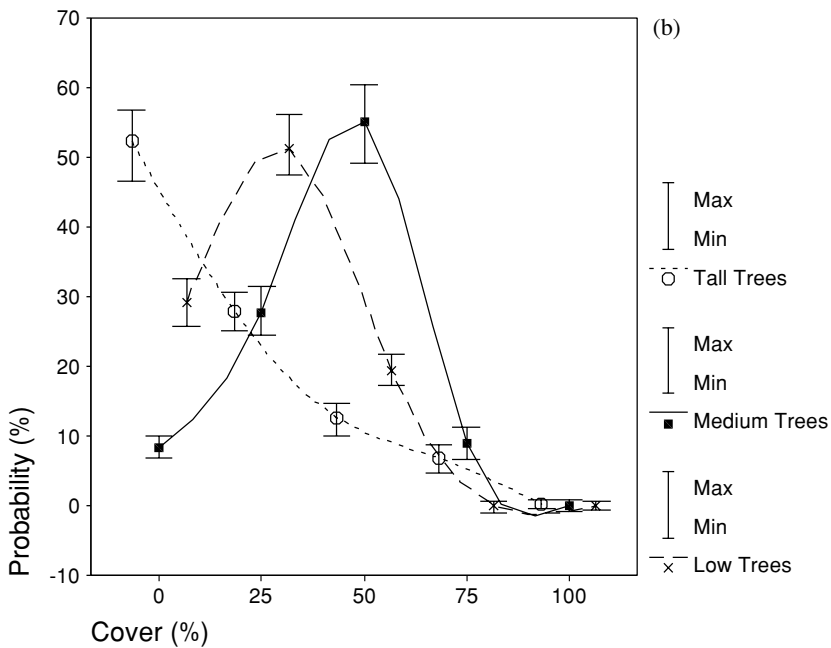 (b)
70
60
50
40
30
20
10
0
-10
Probability (%)
0 25 50 75 100
Cover (%)
Max
Min
Tall Trees
Max
Min
Medium Trees
Max
Min
Low Trees